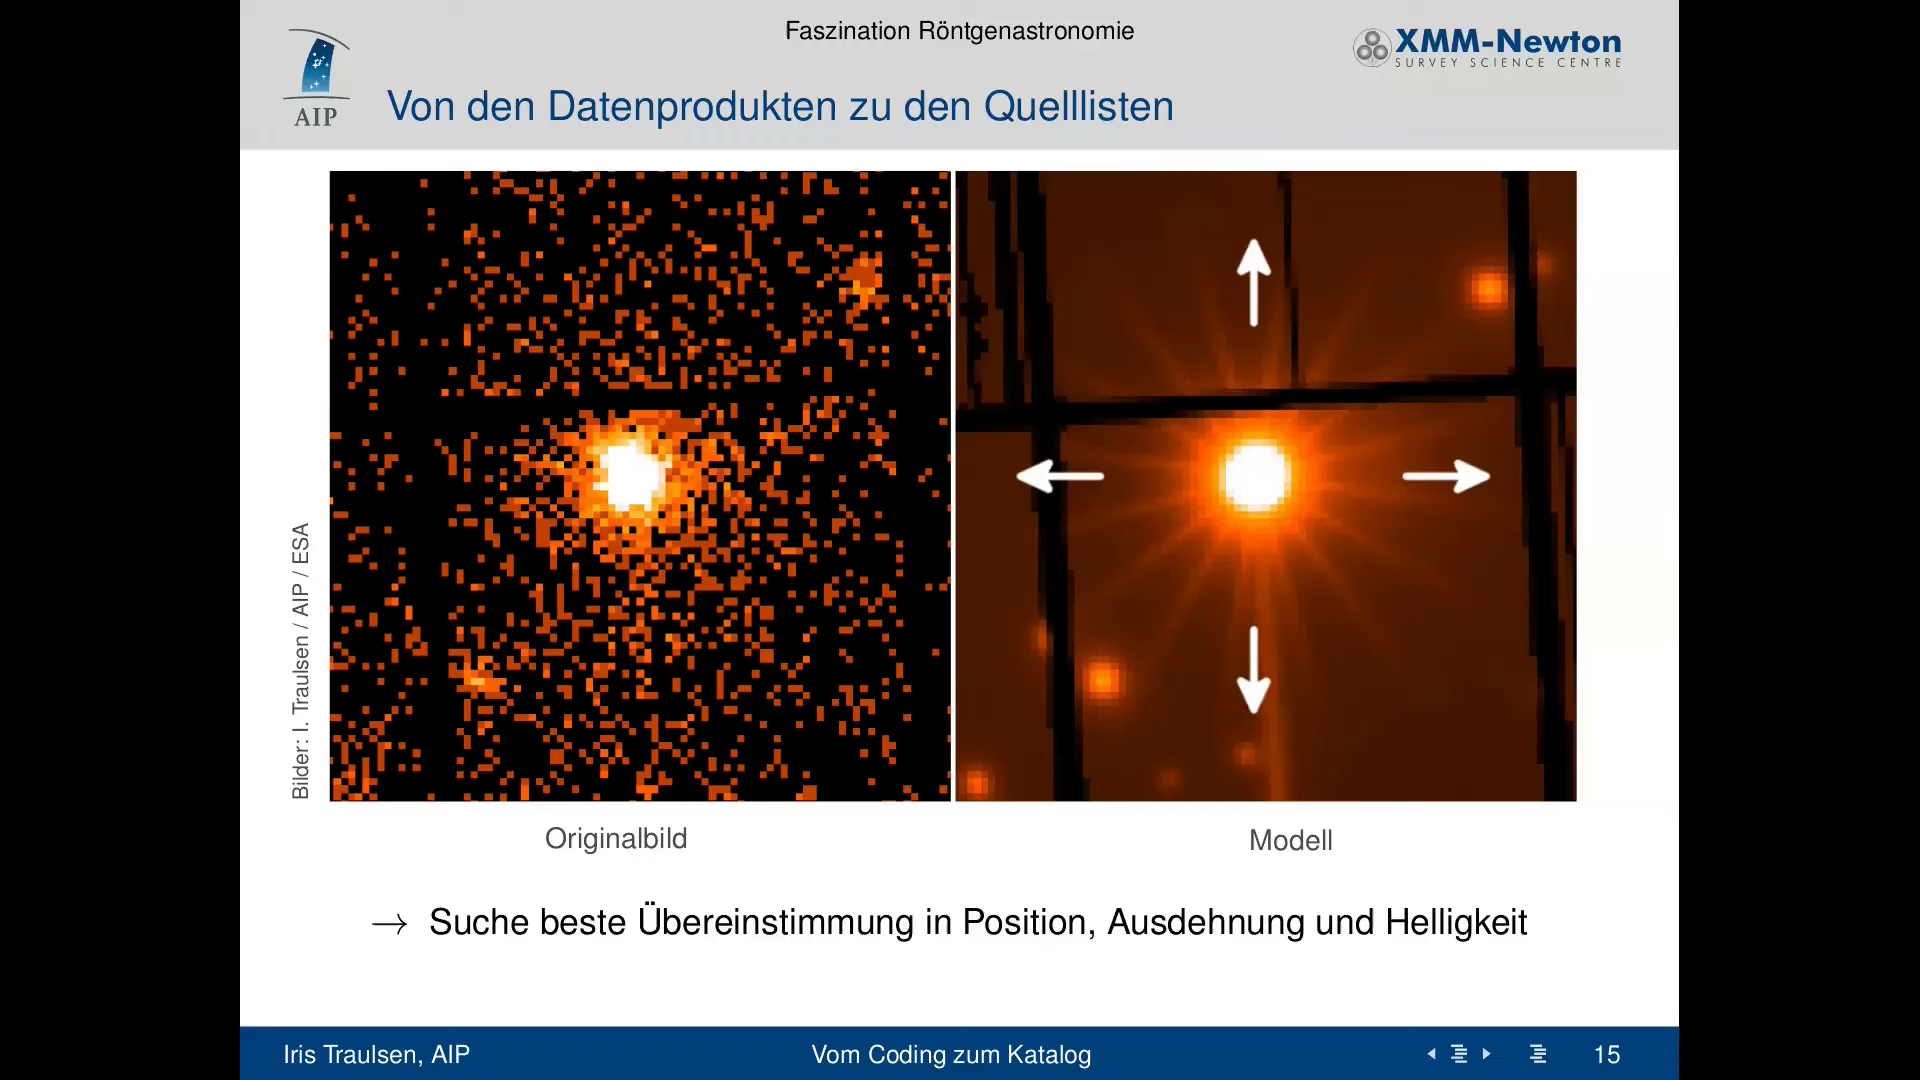 Faszination Röntgenastronomie
XMM-Newton
SURVEY SCIENCE CENTRE
AIP
Von den Datenprodukten zu den Quelllisten
Bilder: I. Traulsen / AIP / ESA
Originalbild
Modell
→ Suche beste Übereinstimmung in Position, Ausdehnung und Helligkeit
Iris Traulsen, AIP
Vom Coding zum Katalog
15